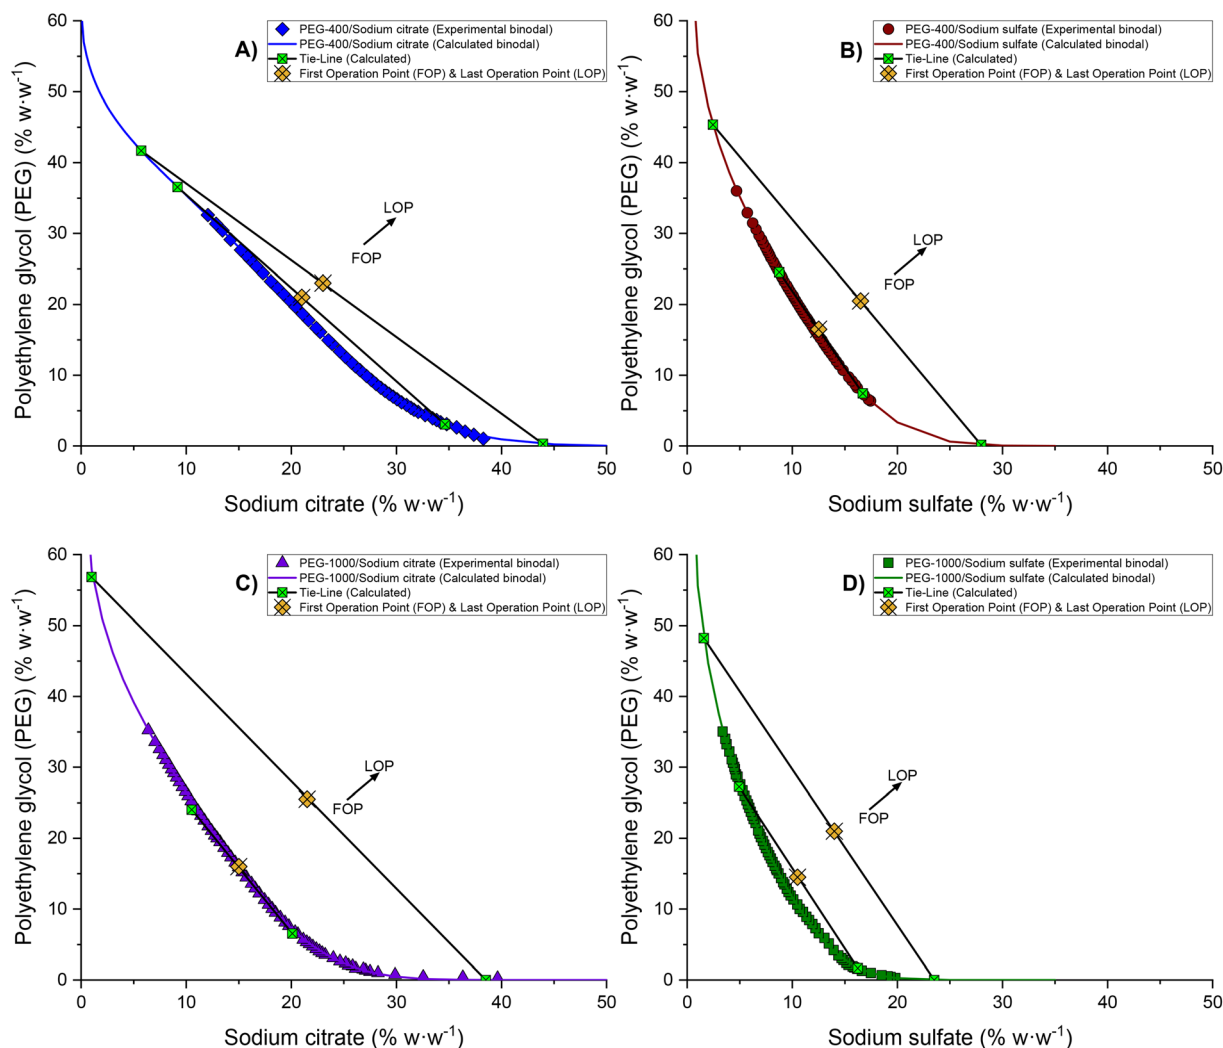 A)
PEG-400/Sodium citrate (Experimental binodal)
PEG-400/Sodium citrate (Calculated binodal)
Tie-Line (Calculated)
First Operation Point (FOP) & Last Operation Point (LOP)
Polyethylene glycol (PEG) (% w·w⁻¹)
60
50
40
30
20
10
0
LOP
FOP
0 10 20 30 40 50
Sodium citrate (% w·w⁻¹)
B)
PEG-400/Sodium sulfate (Experimental binodal)
PEG-400/Sodium sulfate (Calculated binodal)
Tie-Line (Calculated)
First Operation Point (FOP) & Last Operation Point (LOP)
Polyethylene glycol (PEG) (% w·w⁻¹)
60
50
40
30
20
10
0
LOP
FOP
0 10 20 30 40 50
Sodium sulfate (% w·w⁻¹)
C)
PEG-1000/Sodium citrate (Experimental binodal)
PEG-1000/Sodium citrate (Calculated binodal)
Tie-Line (Calculated)
First Operation Point (FOP) & Last Operation Point (LOP)
Polyethylene glycol (PEG) (% w·w⁻¹)
60
50
40
30
20
10
0
LOP
FOP
0 10 20 30 40 50
Sodium citrate (% w·w⁻¹)
D)
PEG-1000/Sodium sulfate (Experimental binodal)
PEG-1000/Sodium sulfate (Calculated binodal)
Tie-Line (Calculated)
First Operation Point (FOP) & Last Operation Point (LOP)
Polyethylene glycol (PEG) (% w·w⁻¹)
60
50
40
30
20
10
0
LOP
FOP
0 10 20 30 40 50
Sodium sulfate (% w·w⁻¹)